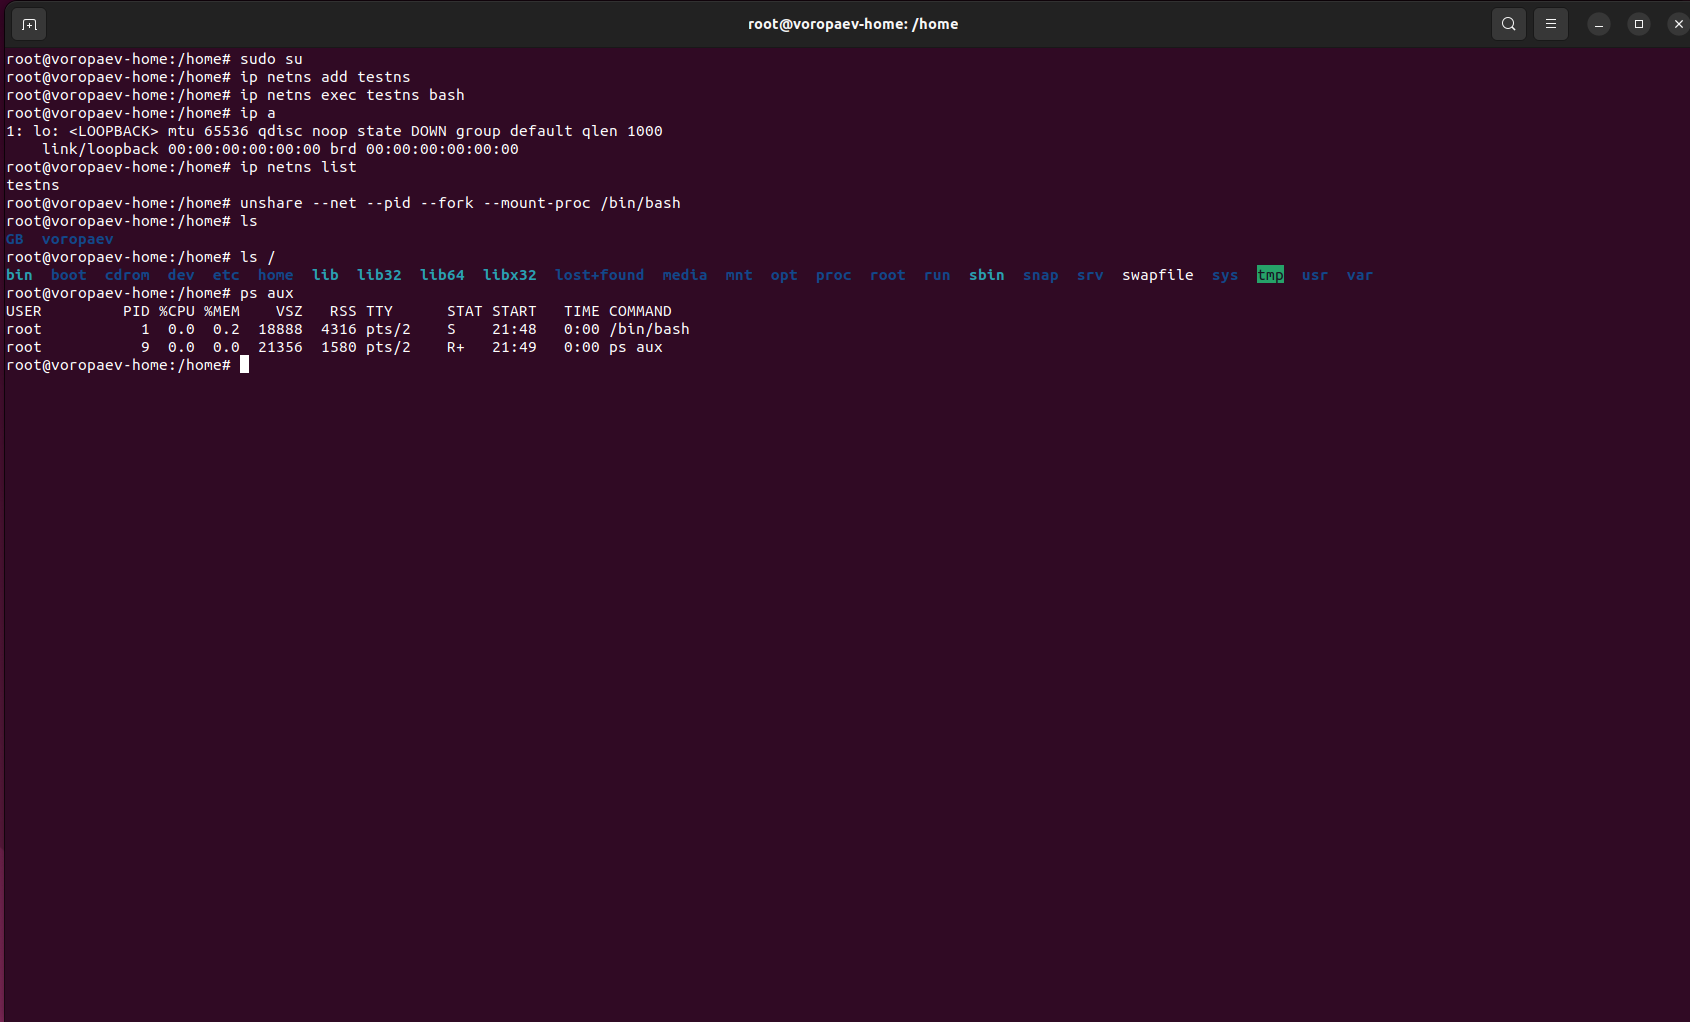 root@voropaev-home: /home
root@voropaev-home:/home# sudo su
root@voropaev-home:/home# ip netns add testns
root@voropaev-home:/home# ip netns exec testns bash
root@voropaev-home:/home# ip a
1: lo: <LOOPBACK> mtu 65536 qdisc noop state DOWN group default qlen 1000
    link/loopback 00:00:00:00:00:00 brd 00:00:00:00:00:00
root@voropaev-home:/home# ip netns list
testns
root@voropaev-home:/home# unshare --net --pid --fork --mount-proc /bin/bash
root@voropaev-home:/home# ls
GB  voropaev
root@voropaev-home:/home# ls /
bin  boot  cdrom  dev  etc  home  lib  lib32  lib64  libx32  lost+found  media  mnt  opt  proc  root  run  sbin  snap  srv  swapfile  sys  tmp  usr  var
root@voropaev-home:/home# ps aux
USER         PID %CPU %MEM    VSZ   RSS TTY      STAT START   TIME COMMAND
root           1  0.0  0.2  18888  4316 pts/2    S    21:48   0:00 /bin/bash
root           9  0.0  0.0  21356  1580 pts/2    R+   21:49   0:00 ps aux
root@voropaev-home:/home#